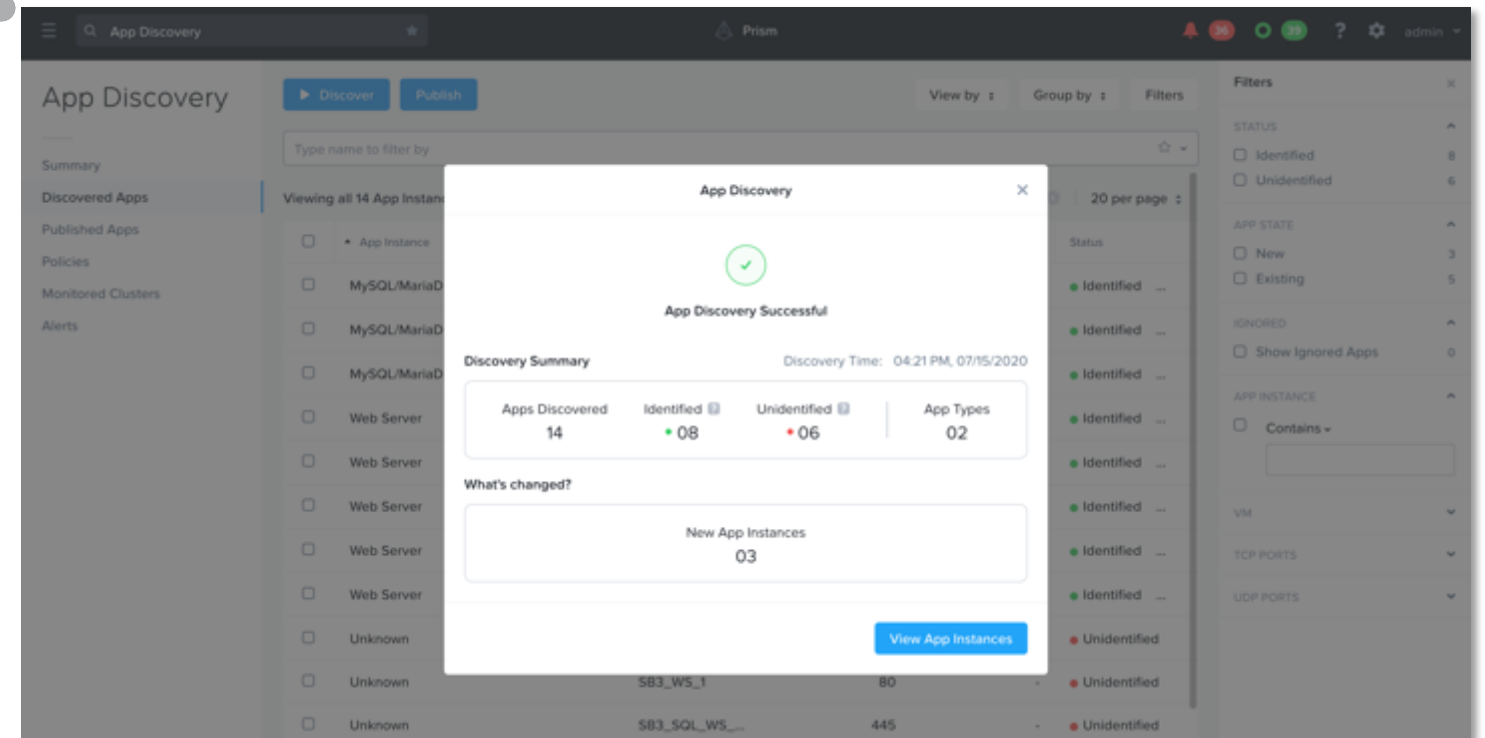 App Discovery
Prism
36
39
?
admin
App Discovery
Summary
Discovered Apps
Published Apps
Policies
Monitored Clusters
Alerts
Discover
Publish
View by
Group by
Filters
Type name to filter by
Viewing all 14 App Instan
20 per page
App Instance
Status
MySQL/MariaD
Identified ...
MySQL/MariaD
Identified ...
MySQL/MariaD
Identified ...
Web Server
Identified ...
Web Server
Identified ...
Web Server
Identified ...
Web Server
Identified ...
Web Server
Identified ...
Unknown
Unidentified
Unknown
SB3_WS_1
80
-
Unidentified
Unknown
SB3_SQL_WS_...
445
-
Unidentified
App Discovery
App Discovery Successful
Discovery Summary
Discovery Time: 04:21 PM, 07/15/2020
Apps Discovered
14
Identified ?
08
Unidentified ?
06
App Types
02
What's changed?
New App Instances
03
View App Instances
Filters
STATUS
Identified 8
Unidentified 6
APP STATE
New 3
Existing 5
IGNORED
Show Ignored Apps 0
APP INSTANCE
Contains
VM
TCP PORTS
UDP PORTS